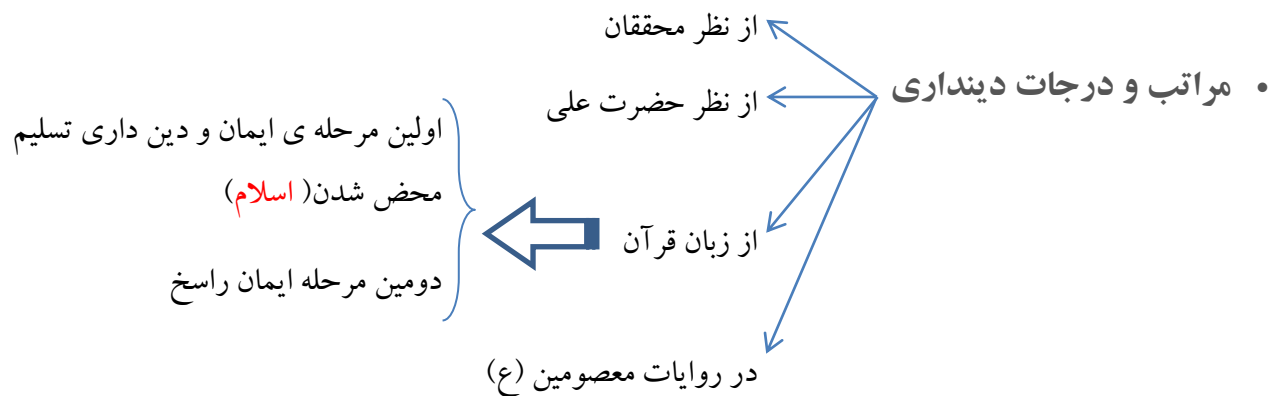 • مراتب و درجات دینداری
از نظر محققان
از نظر حضرت علی
از زبان قرآن
اولین مرحله ی ایمان و دین داری تسلیم
محض شدن( اسلام)
دومین مرحله ایمان راسخ
در روایات معصومین (ع)